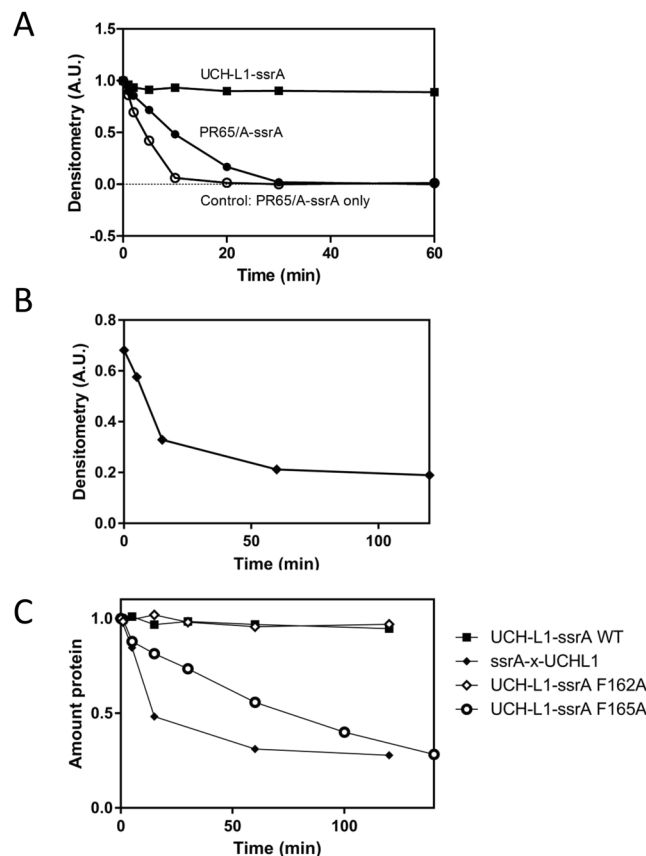 A
Densitometry (A.U.)
1.5
1.0
0.5
0.0
-0.5
UCH-L1-ssrA
PR65/A-ssrA
Control: PR65/A-ssrA only
0
20
40
60
Time (min)
B
Densitometry (A.U.)
0.8
0.6
0.4
0.2
0.0
0
50
100
Time (min)
C
Amount protein
1.0
0.5
0.0
0
50
100
Time (min)
UCH-L1-ssrA WT
ssrA-x-UCHL1
UCH-L1-ssrA F162A
UCH-L1-ssrA F165A